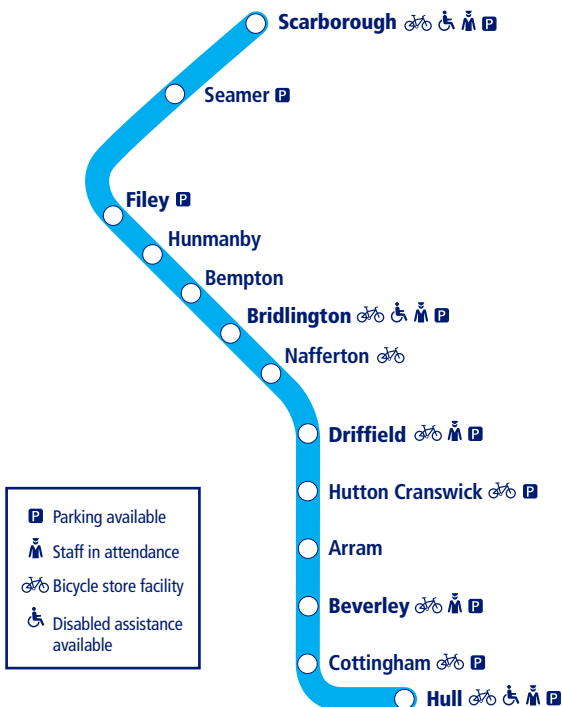 Scarborough P
Seamer P
Filey P
Hunmanby
Bempton
Bridlington P
Nafferton
Driffield P
Hutton Cranswick P
Arram
Beverley P
Cottingham P
Hull P
P Parking available
Staff in attendance
Bicycle store facility
Disabled assistance
available